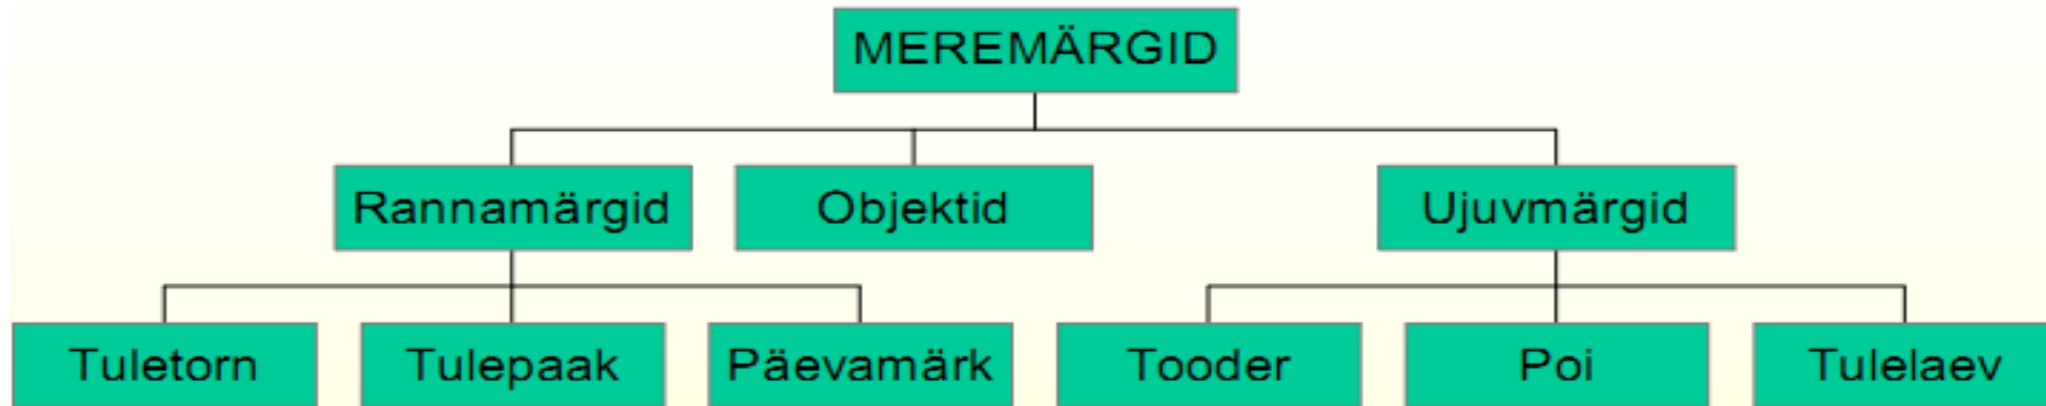 MEREMÄRGID
Rannamärgid
Objektid
Ujuvmärgid
Tuletorn
Tulepaak
Päevamärk
Tooder
Poi
Tulelaev